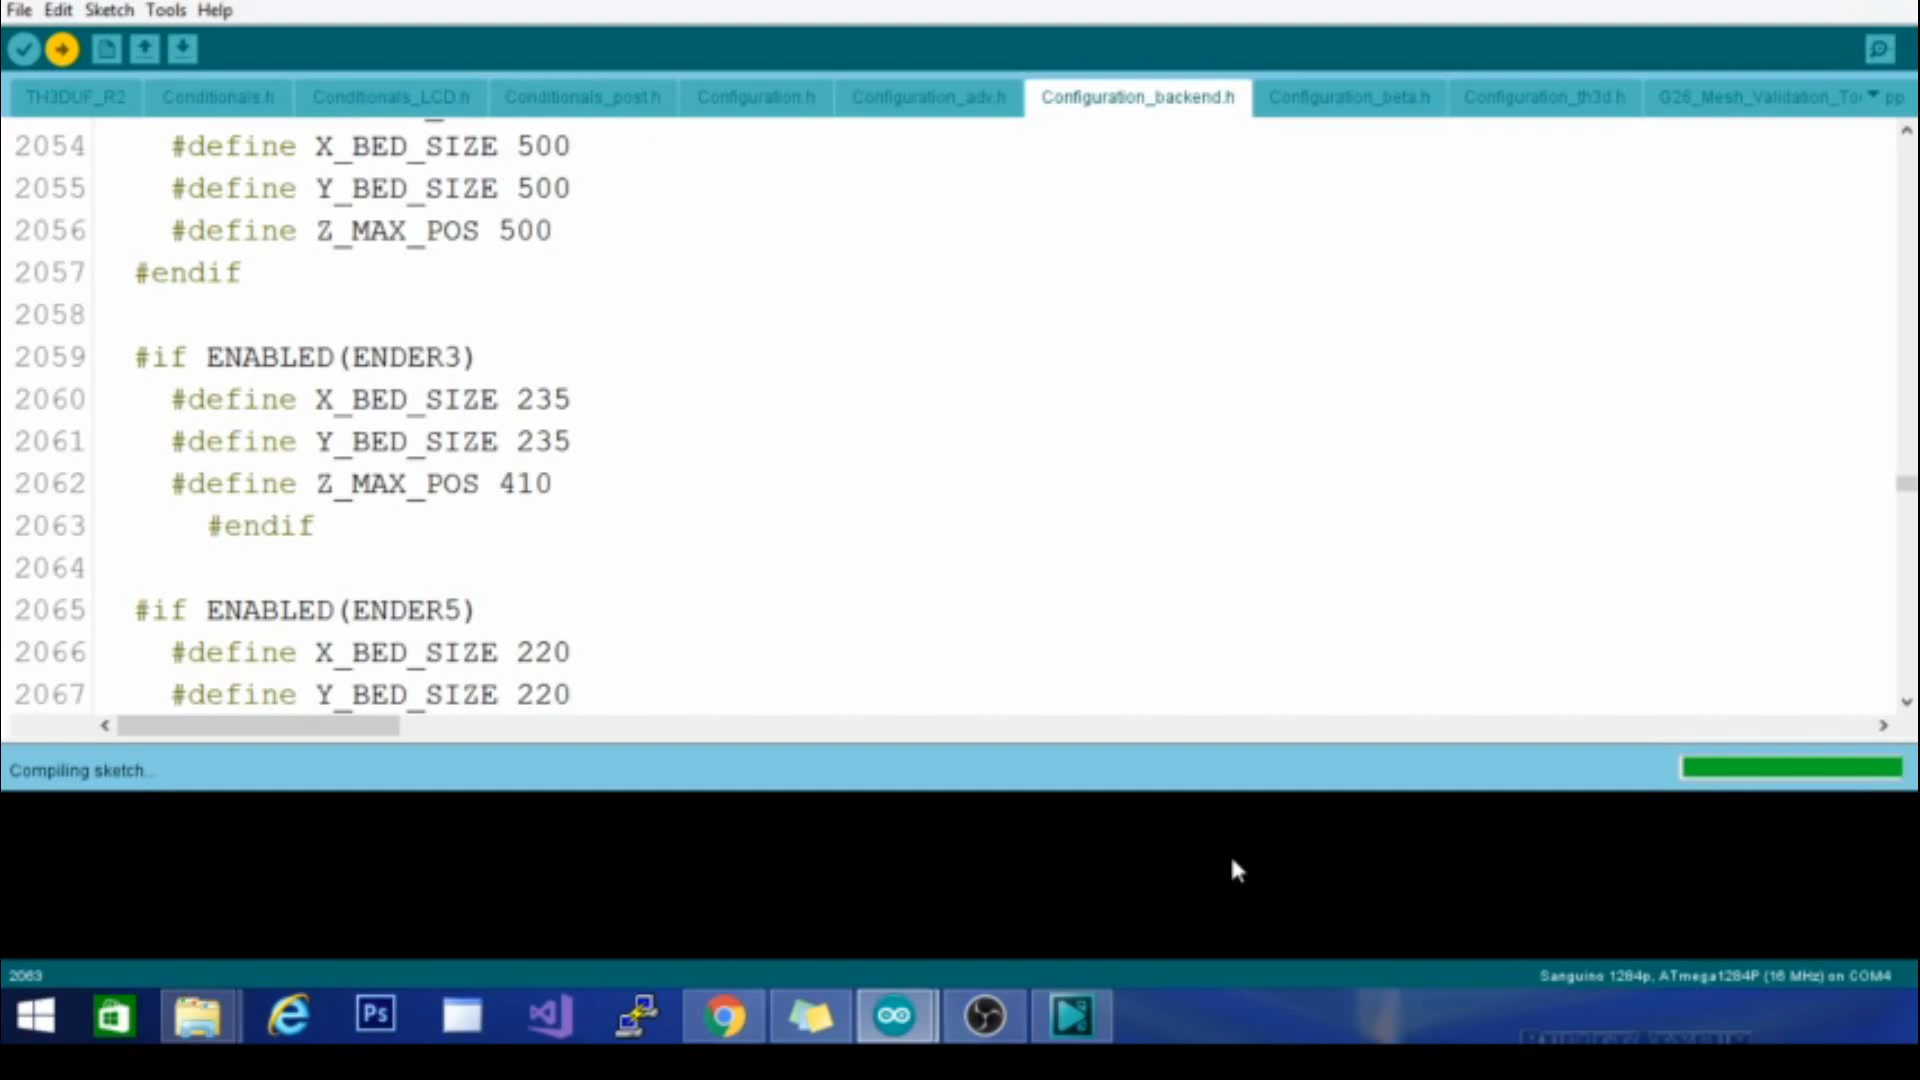 File Edit Sketch Tools Help
TH3DUF_R2 Conditionals.h Conditionals_LCD.h Conditionals_post.h Configuration.h Configuration_adv.h Configuration_backend.h Configuration_beta.h Configuration_th3d.h G26_Mesh_Validation_To pp
2054 #define X_BED_SIZE 500
2055 #define Y_BED_SIZE 500
2056 #define Z_MAX_POS 500
2057 #endif
2058
2059 #if ENABLED(ENDER3)
2060 #define X_BED_SIZE 235
2061 #define Y_BED_SIZE 235
2062 #define Z_MAX_POS 410
2063 #endif
2064
2065 #if ENABLED(ENDER5)
2066 #define X_BED_SIZE 220
2067 #define Y_BED_SIZE 220
Compiling sketch...
2063 Sanguino 1284p, ATmega1284P (16 MHz) on COM4
Ps